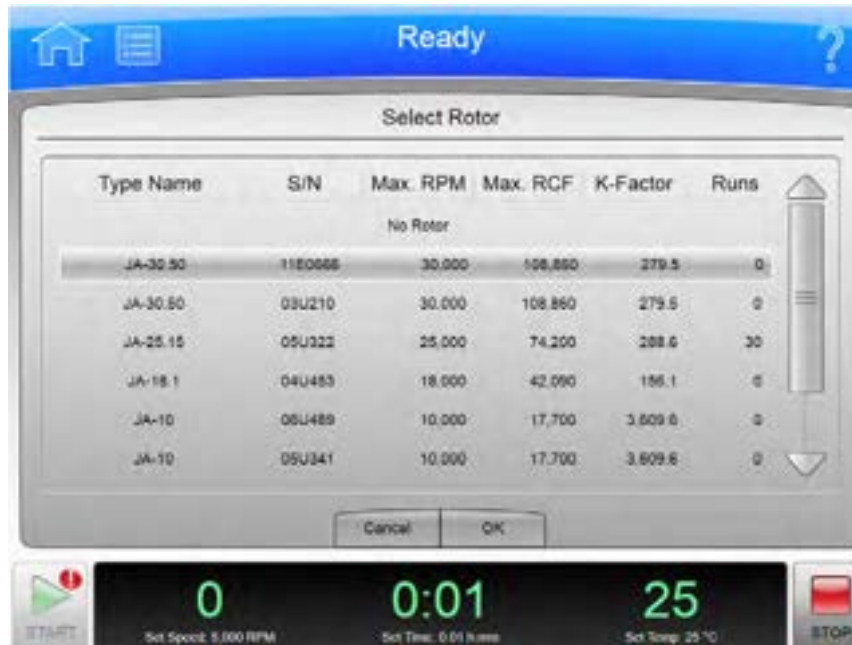 Ready
?
Select Rotor
Type Name S/N Max. RPM Max. RCF K-Factor Runs
No Rotor
JA-30.50 11E0666 30,000 108,860 279.5 0
JA-30.50 03U210 30,000 108,860 279.5 0
JA-25.15 05U322 25,000 74,200 288.6 30
JA-18.1 04U453 18,000 42,090 156.1 0
JA-10 06U489 10,000 17,700 3,609.6 0
JA-10 05U341 10,000 17,700 3,609.6 0
Cancel OK
START 0 0:01 25 STOP
Set Speed: 5,000 RPM Set Time: 0:01 h:mm Set Temp: 25 °C